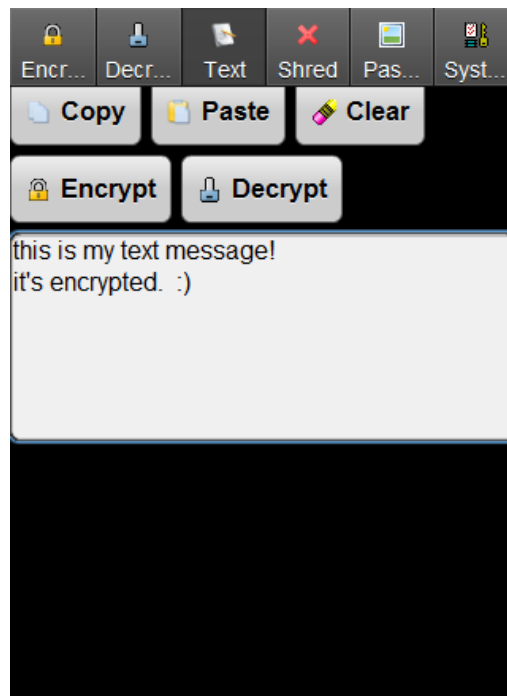 Encr... Decr... Text Shred Pas... Syst...
Copy Paste Clear
Encrypt Decrypt
this is my text message!
it's encrypted.  :)